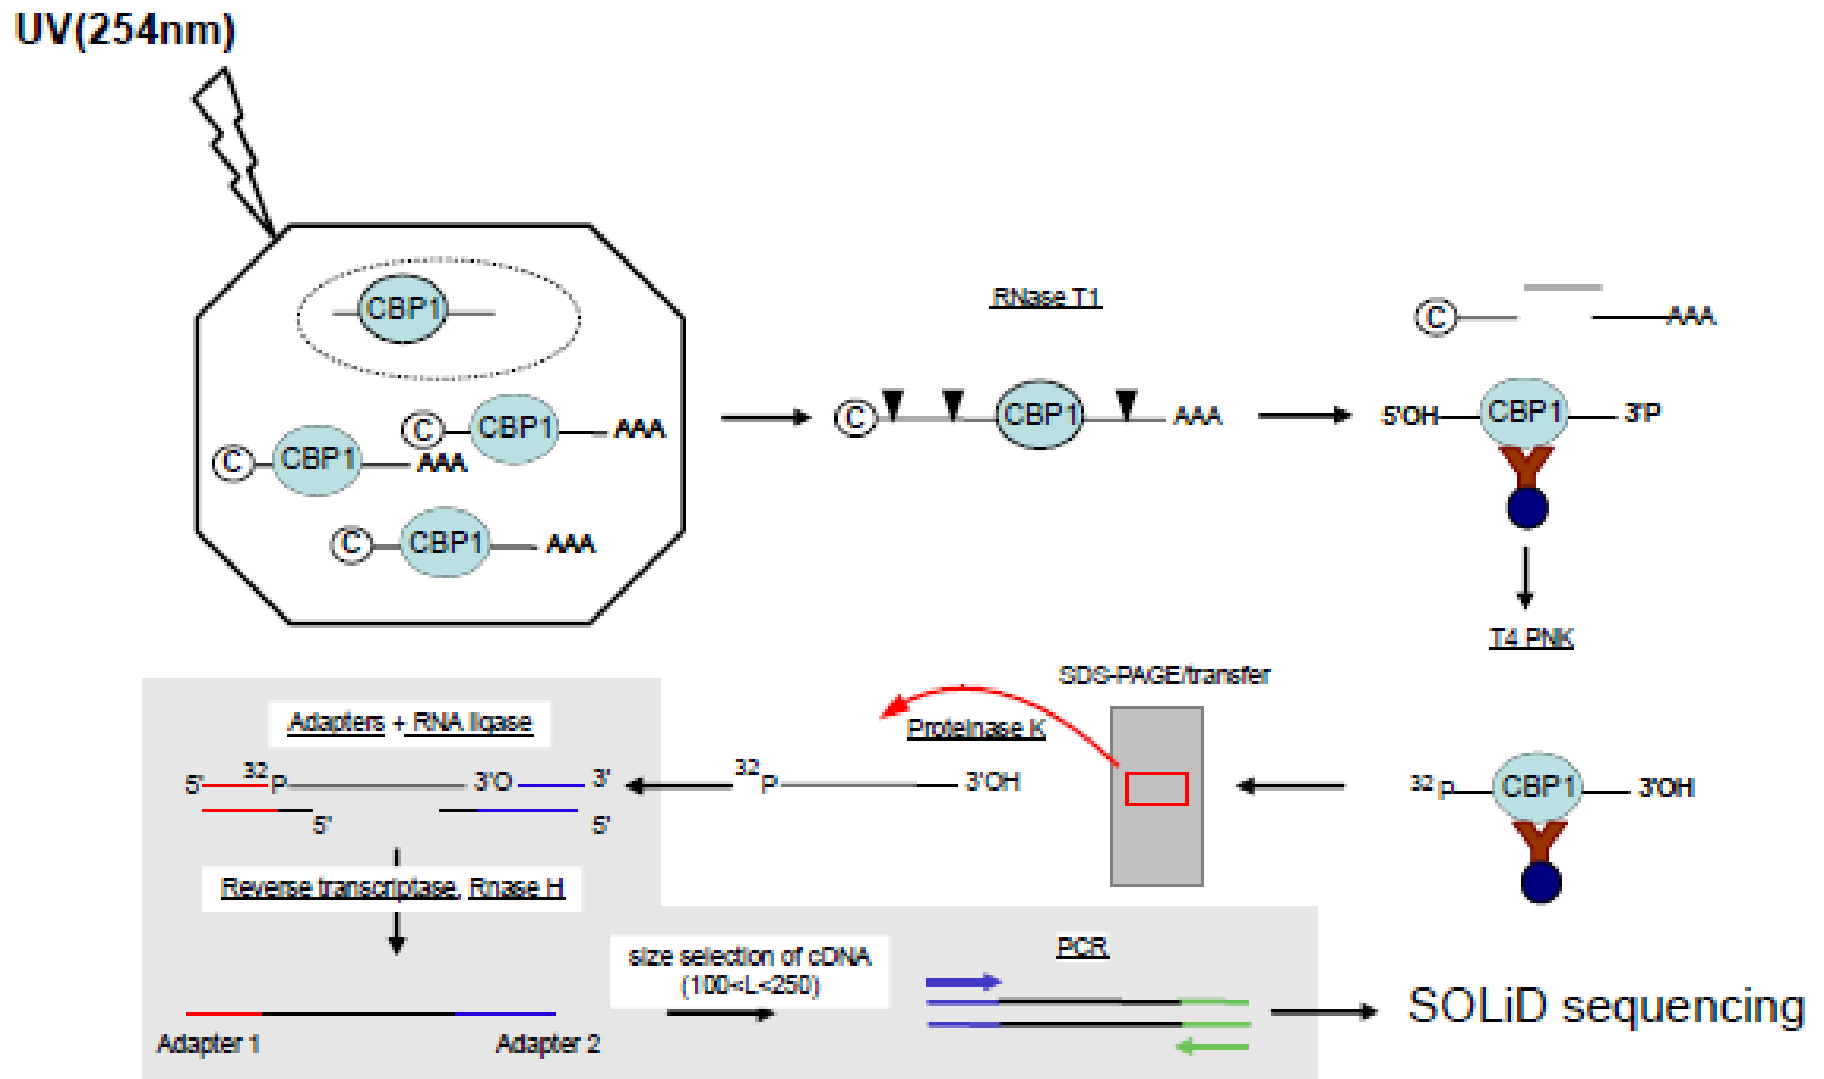 UV(254nm)
CBP1
C CBP1 AAA
C CBP1 AAA
C CBP1 AAA
RNase T1
C CBP1 AAA
C AAA
5'OH CBP1 3'P
T4 PNK
32P CBP1 3'OH
SDS-PAGE/transfer
Proteinase K
32P 3'OH
Adapters + RNA ligase
5' 32P 3'O 3'
5' 5'
Reverse transcriptase, Rnase H
Adapter 1 Adapter 2
size selection of cDNA
(100<L<250)
PCR
SOLiD sequencing